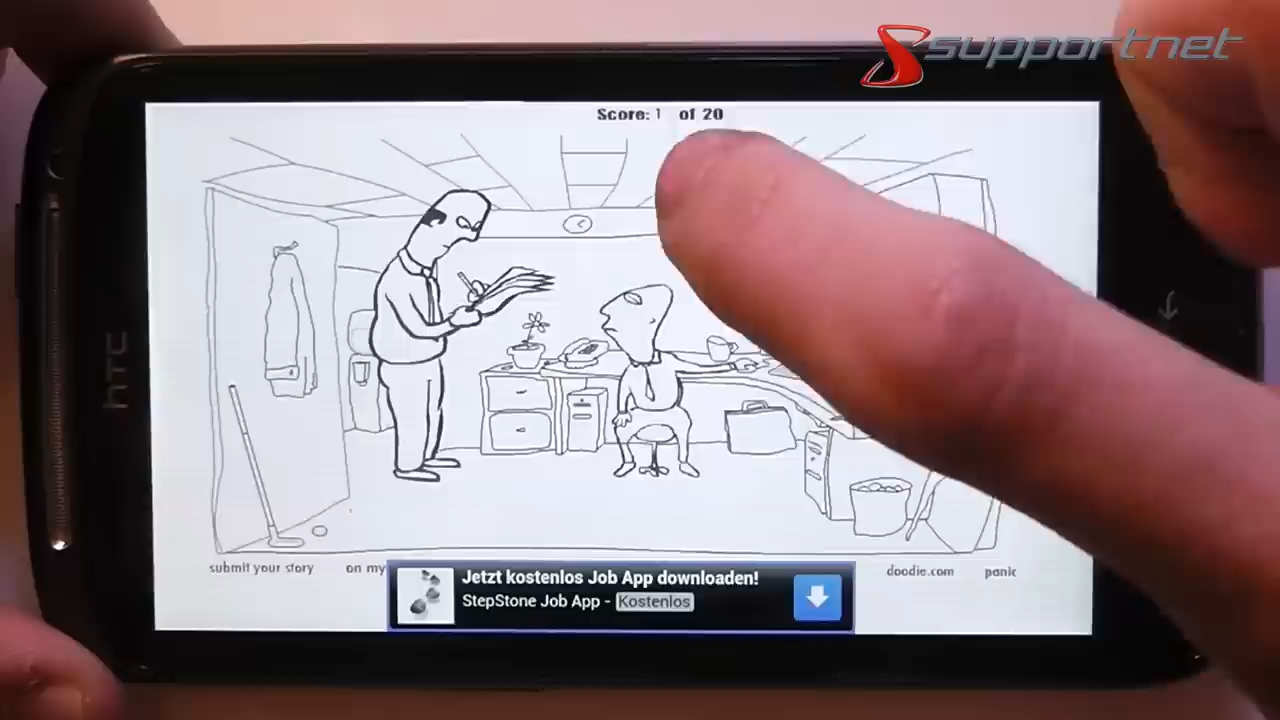 supportnet
Score: 1 of 20
hTC
submit your story on my
doodie.com panic
Jetzt kostenlos Job App downloaden!
StepStone Job App - Kostenlos